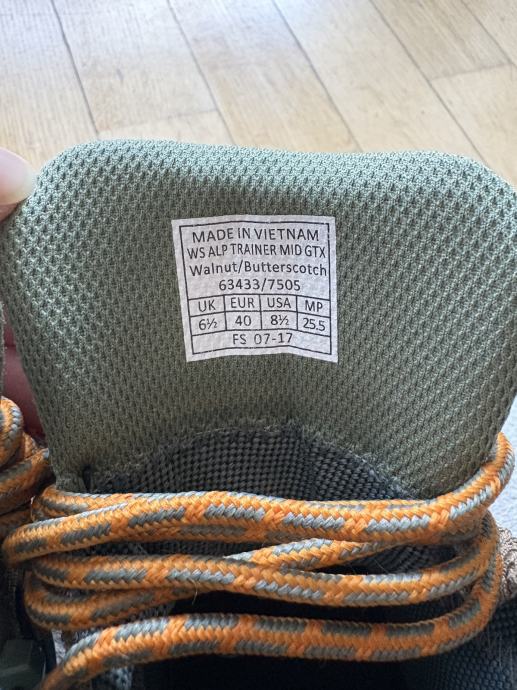 MADE IN VIETNAM
WS ALP TRAINER MID GTX
Walnut/Butterscotch
63433/7505
UK EUR USA MP
6½ 40 8½ 25.5
FS 07-17